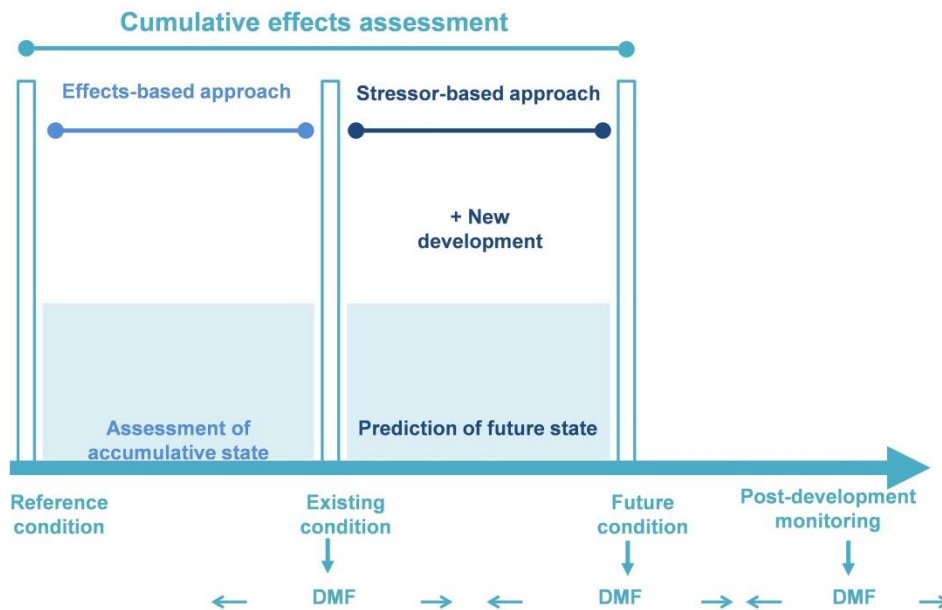 Cumulative effects assessment
Effects-based approach
Stressor-based approach
+ New
development
Assessment of
accumulative state
Prediction of future state
Reference
condition
Existing
condition
Future
condition
Post-development
monitoring
DMF
DMF
DMF